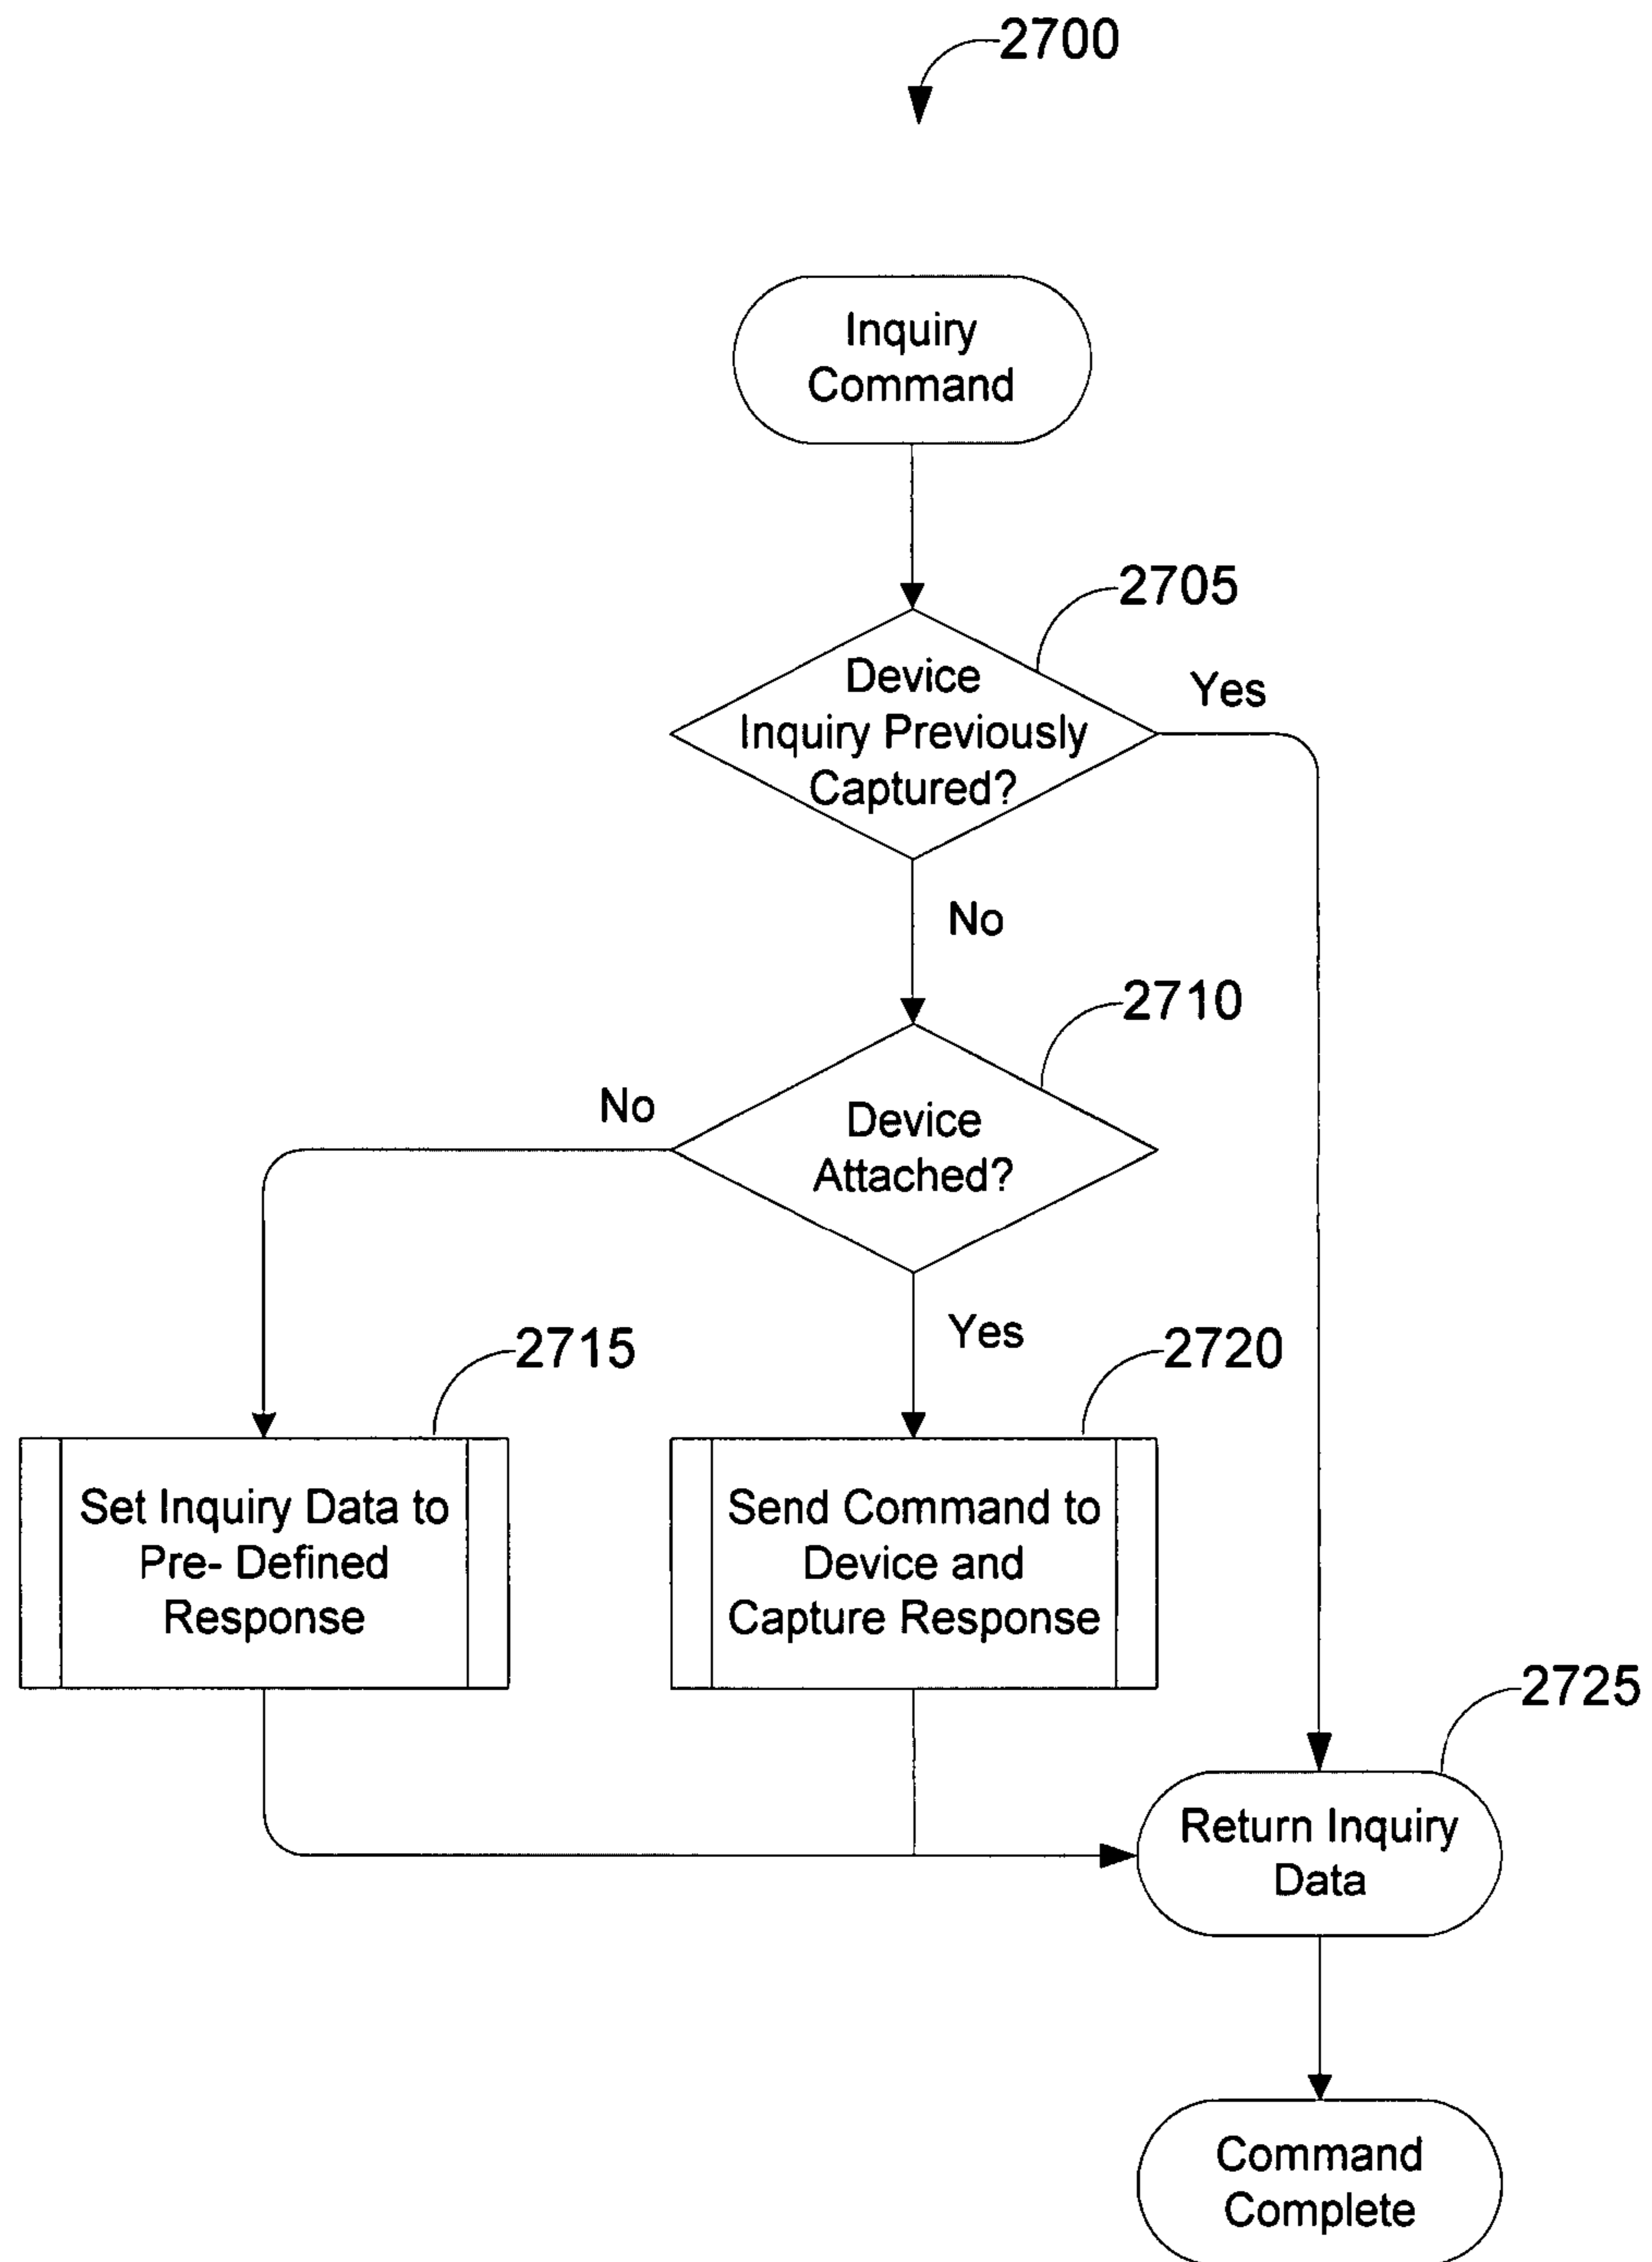 2700
Inquiry
Command
2705
Device
Inquiry Previously
Captured?
Yes
No
2710
No
Device
Attached?
Yes
2715
2720
Set Inquiry Data to
Pre- Defined
Response
Send Command to
Device and
Capture Response
2725
Return Inquiry
Data
Command
Complete